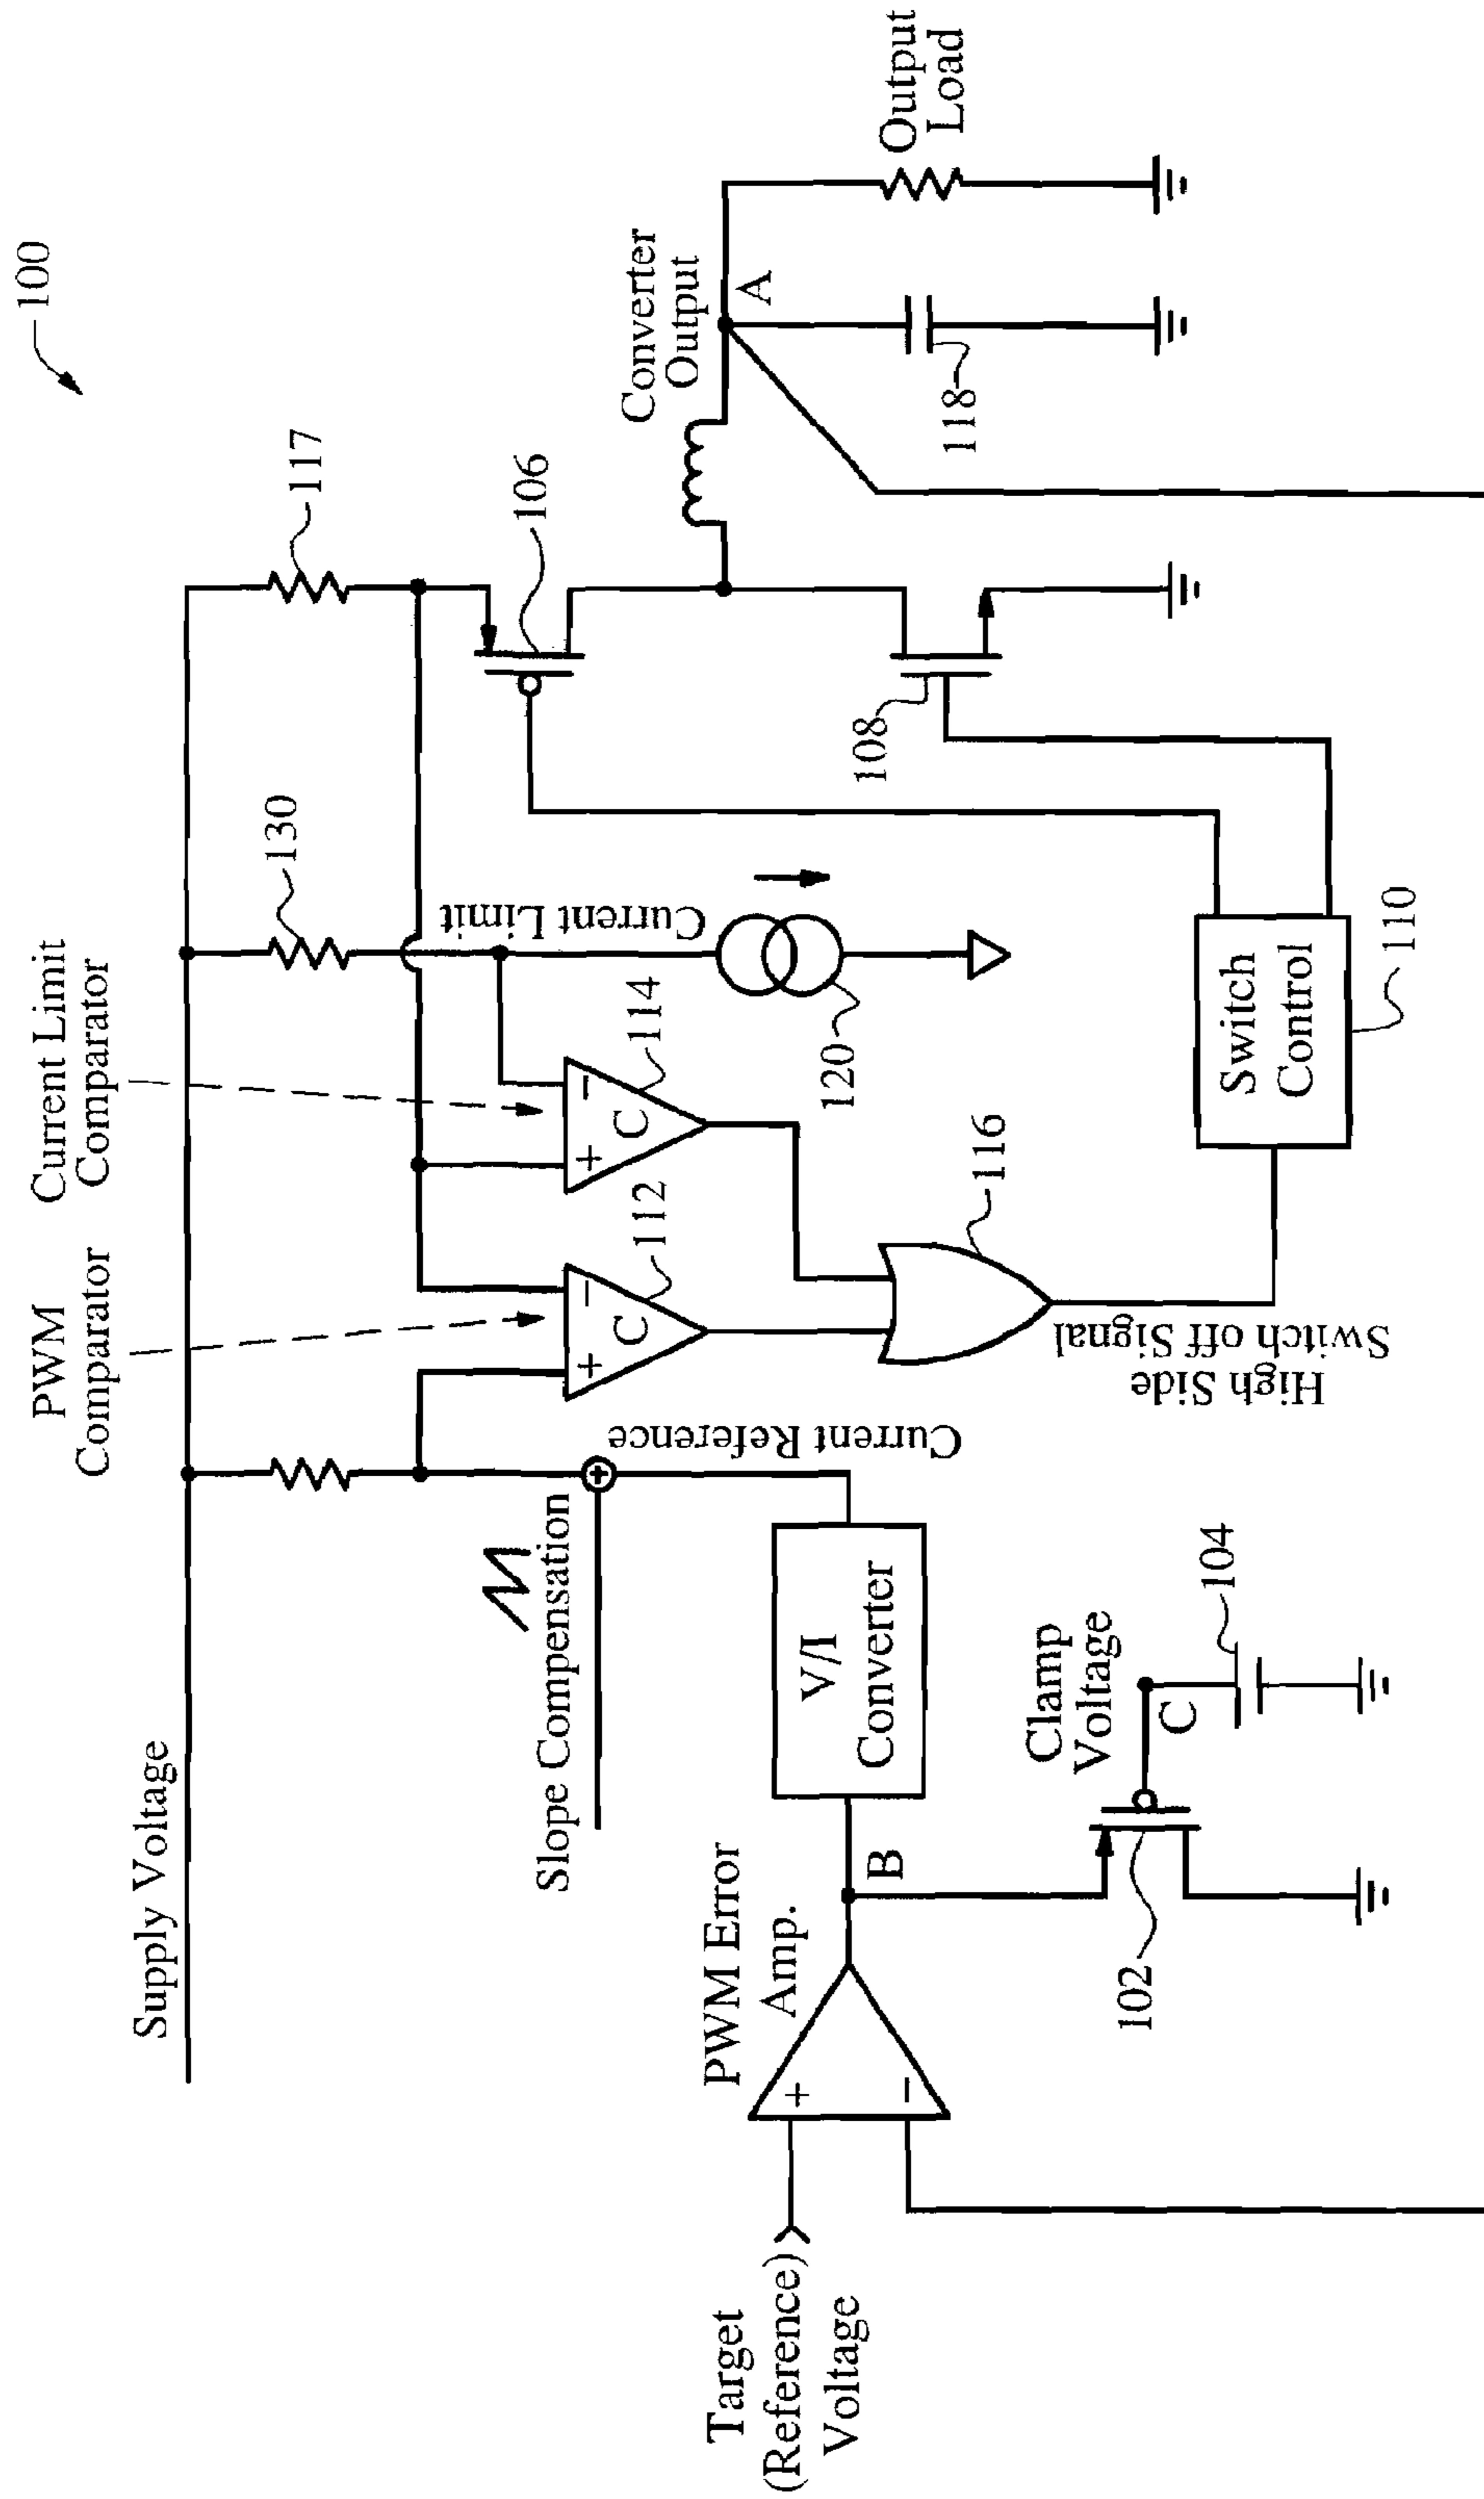 100
Current Limit
Comparator
PWM
Comparator
Supply Voltage
130
117
106
Current Limit
Converter
Output
A
Output
Load
118
108
114
112
120
+
−
C
+
−
C
116
Slope Compensation
Current Reference
+
PWM Error
Amp.
+
−
B
V/I
Converter
Target
(Reference)
Voltage
Clamp
Voltage
C
102
104
High Side
Switch off Signal
Switch
Control
110